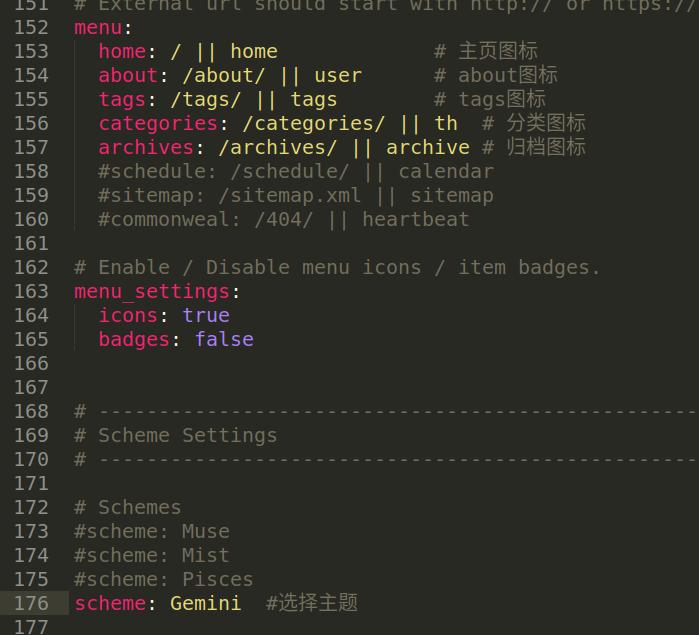 151 # External url should start with http:// or https://
152 menu:
153   home: / || home             # 主页图标
154   about: /about/ || user      # about图标
155   tags: /tags/ || tags        # tags图标
156   categories: /categories/ || th  # 分类图标
157   archives: /archives/ || archive # 归档图标
158   #schedule: /schedule/ || calendar
159   #sitemap: /sitemap.xml || sitemap
160   #commonweal: /404/ || heartbeat
161
162 # Enable / Disable menu icons / item badges.
163 menu_settings:
164   icons: true
165   badges: false
166
167
168 # --------------------------------------------------
169 # Scheme Settings
170 # --------------------------------------------------
171
172 # Schemes
173 #scheme: Muse
174 #scheme: Mist
175 #scheme: Pisces
176 scheme: Gemini  #选择主题
177